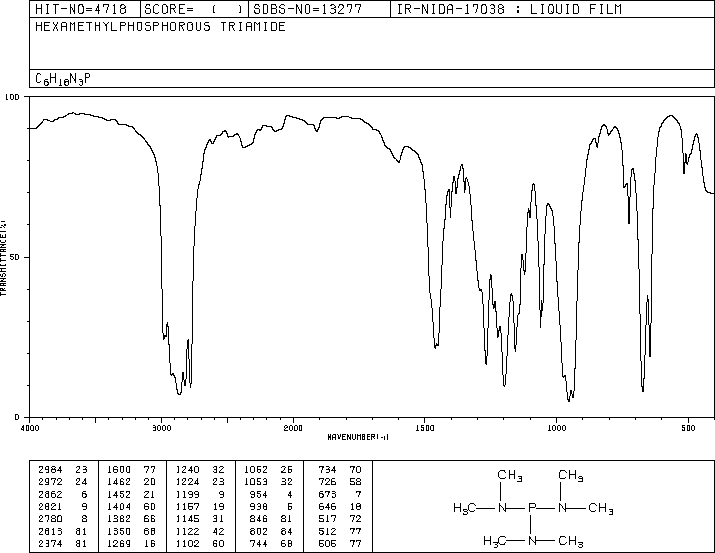 HIT-NO=4718 SCORE= ( ) SDBS-NO=13277 IR-NIDA-17038 : LIQUID FILM
HEXAMETHYLPHOSPHOROUS TRIAMIDE
C6H18N3P
100
50
0
TRANSMITTANCE(%)
4000 3000 2000 1500 1000 500
WAVENUMBER(-1)
2984 23 1600 77 1240 32 1062 26 734 70
2972 24 1462 20 1224 23 1053 32 726 58
2862 6 1452 21 1199 9 954 4 673 7
2821 9 1404 60 1157 19 938 5 646 18
2780 8 1382 66 1145 31 846 81 517 72
2613 81 1350 68 1122 42 802 84 512 77
2374 81 1269 16 1102 60 744 68 506 77
CH3 CH3
H3C N P N CH3
H3C N CH3